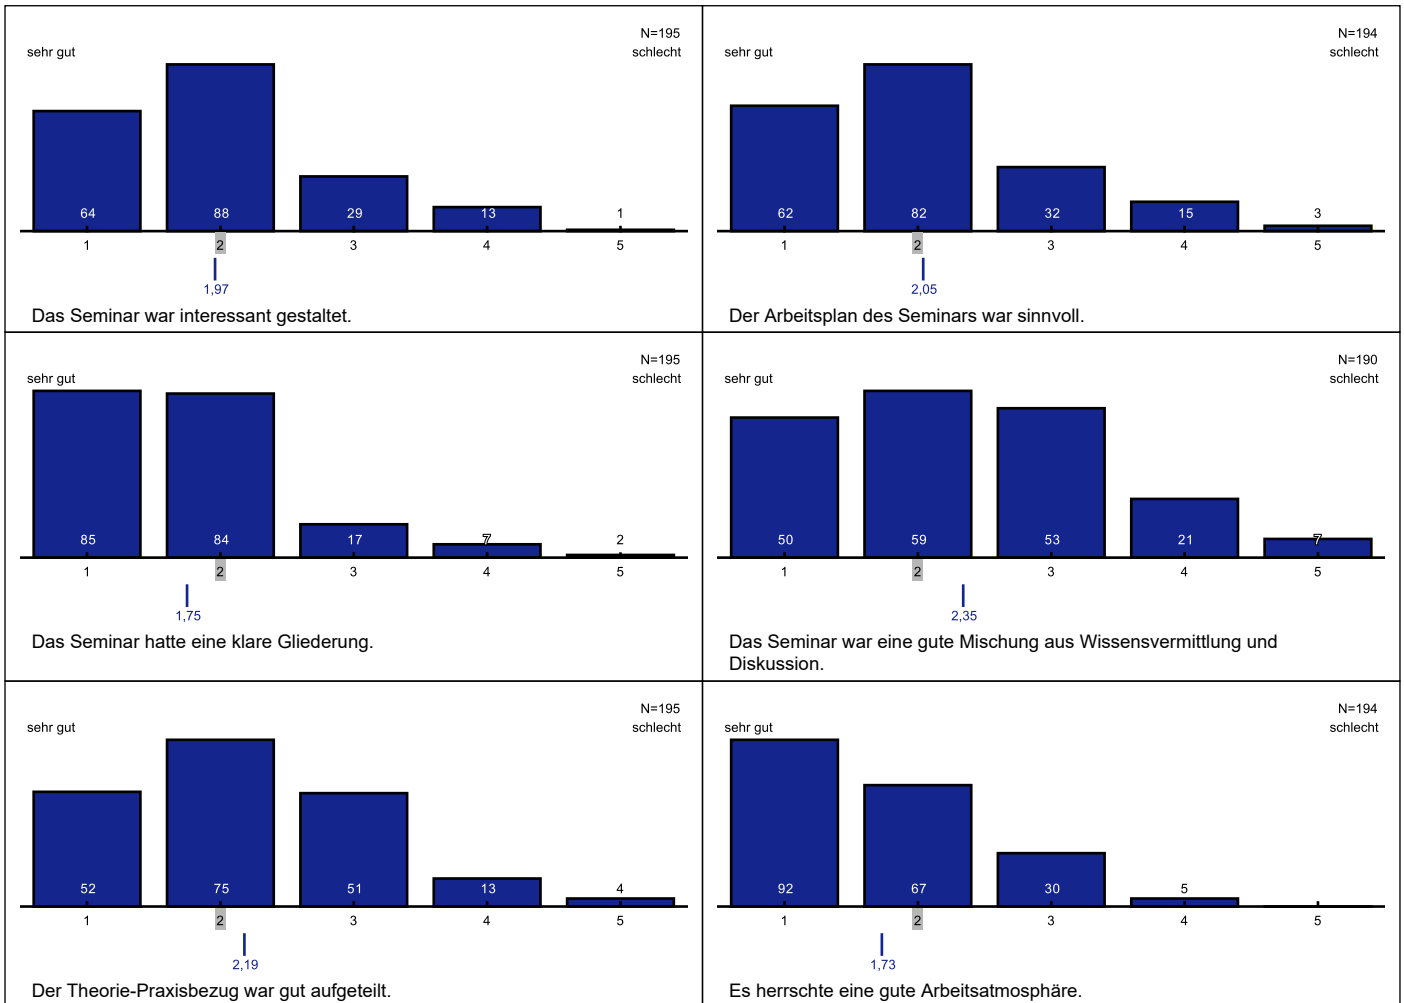 N=195
sehr gut schlecht
64 88 29 13 1
1 2 3 4 5
1,97
Das Seminar war interessant gestaltet.
N=194
sehr gut schlecht
62 82 32 15 3
1 2 3 4 5
2,05
Der Arbeitsplan des Seminars war sinnvoll.
N=195
sehr gut schlecht
85 84 17 7 2
1 2 3 4 5
1,75
Das Seminar hatte eine klare Gliederung.
N=190
sehr gut schlecht
50 59 53 21 7
1 2 3 4 5
2,35
Das Seminar war eine gute Mischung aus Wissensvermittlung und
Diskussion.
N=195
sehr gut schlecht
52 75 51 13 4
1 2 3 4 5
2,19
Der Theorie-Praxisbezug war gut aufgeteilt.
N=194
sehr gut schlecht
92 67 30 5
1 2 3 4 5
1,73
Es herrschte eine gute Arbeitsatmosphäre.